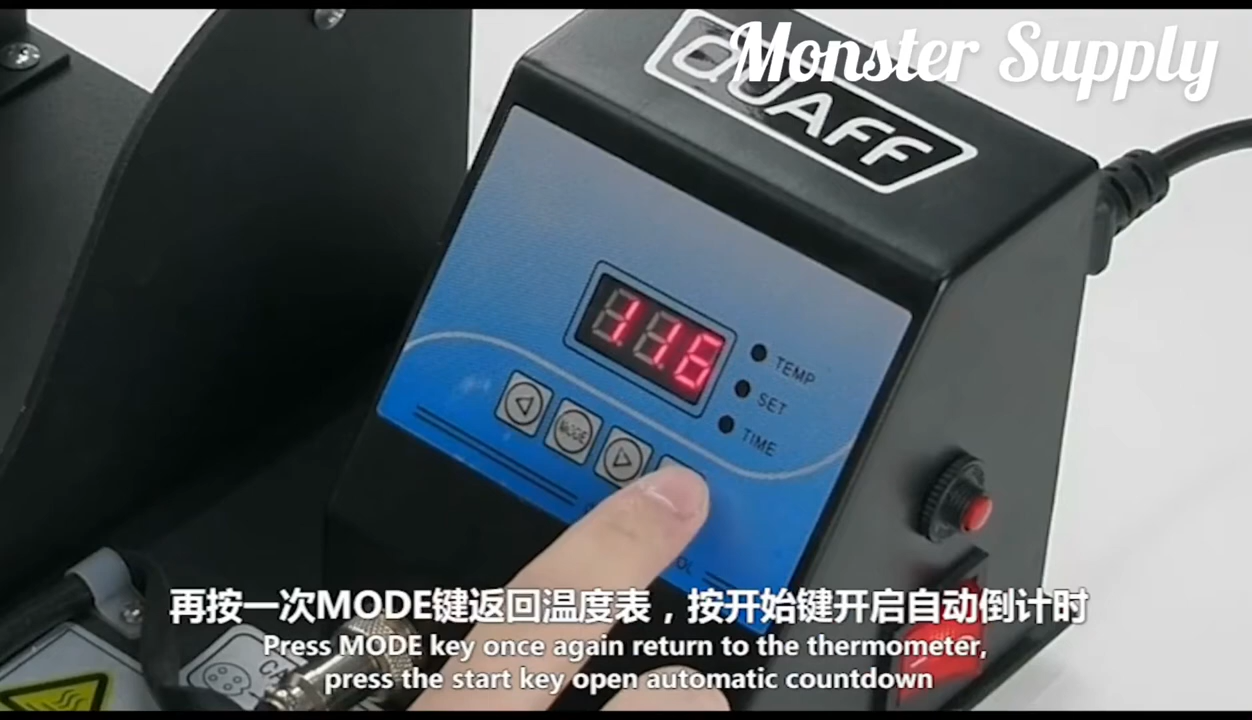 Monster Supply
QUAFF
116
TEMP
SET
TIME
MODE
再按一次MODE键返回温度表，按开始键开启自动倒计时
Press MODE key once again return to the thermometer,
press the start key open automatic countdown